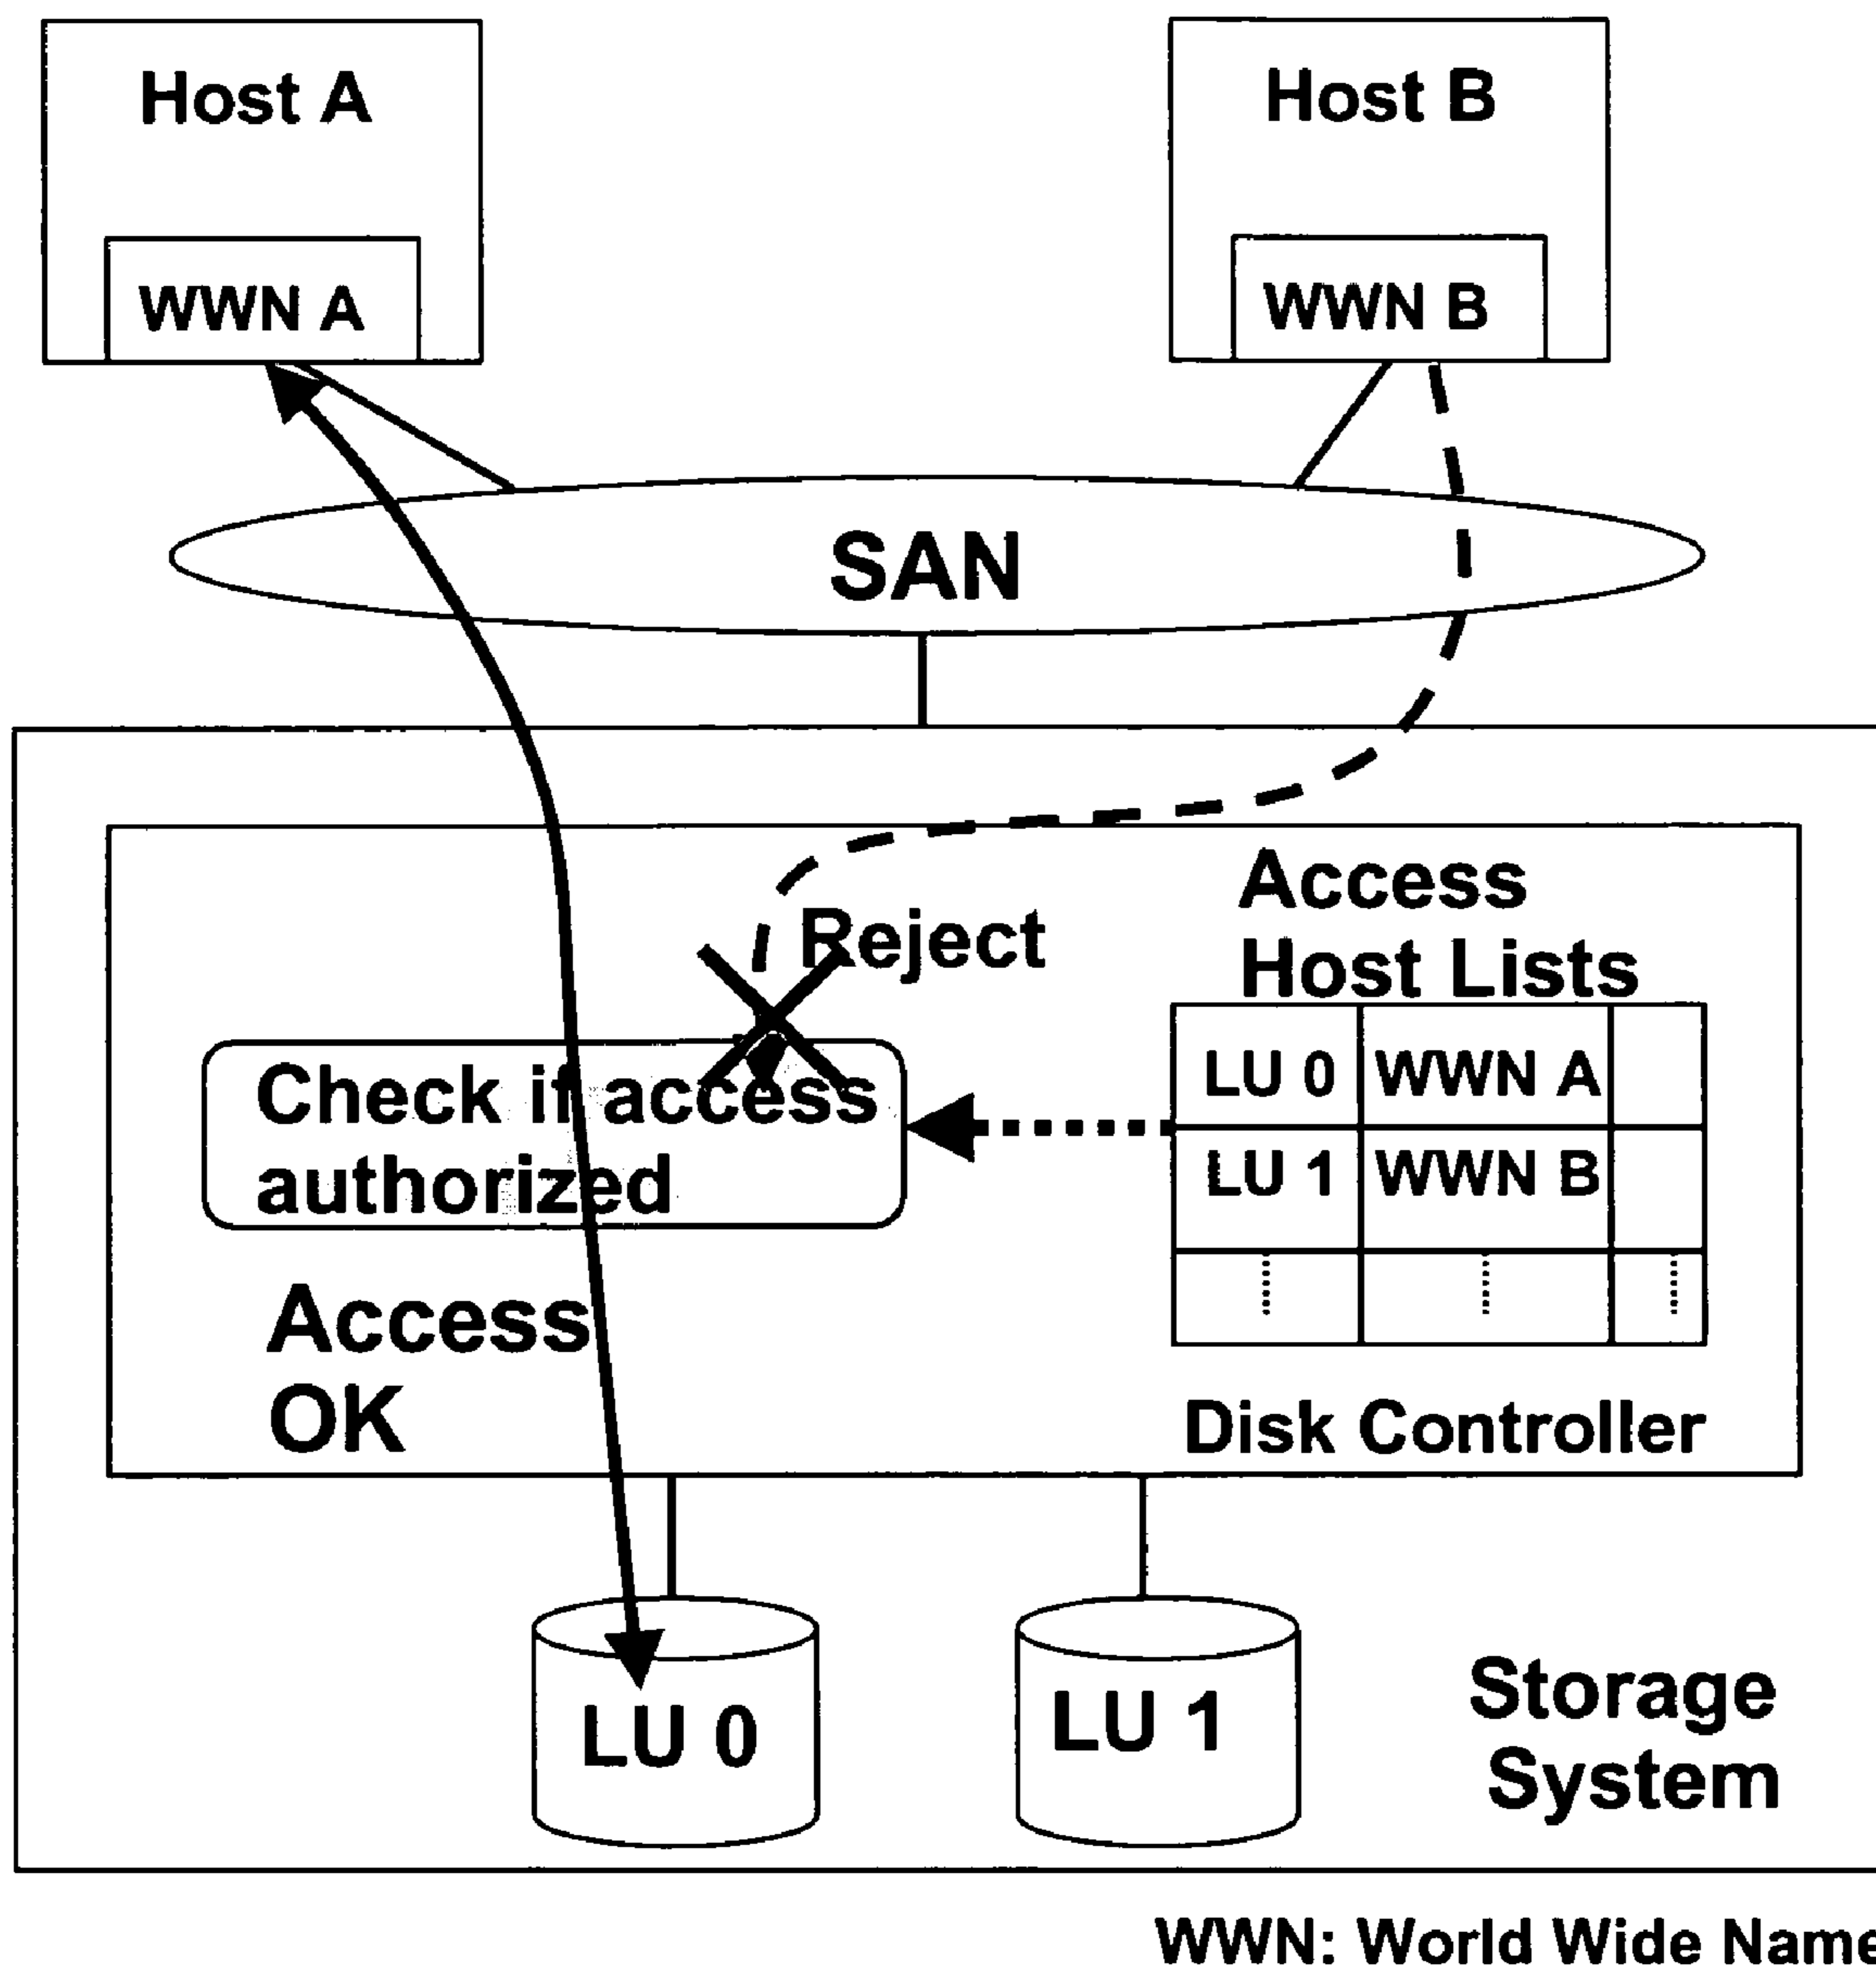 Host A
Host B
WWN A
WWN B
SAN
Reject
Access
Host Lists
LU 0 WWN A
LU 1 WWN B
Check if access
authorized
Access
OK
Disk Controller
LU 0
LU 1
Storage
System
WWN: World Wide Name